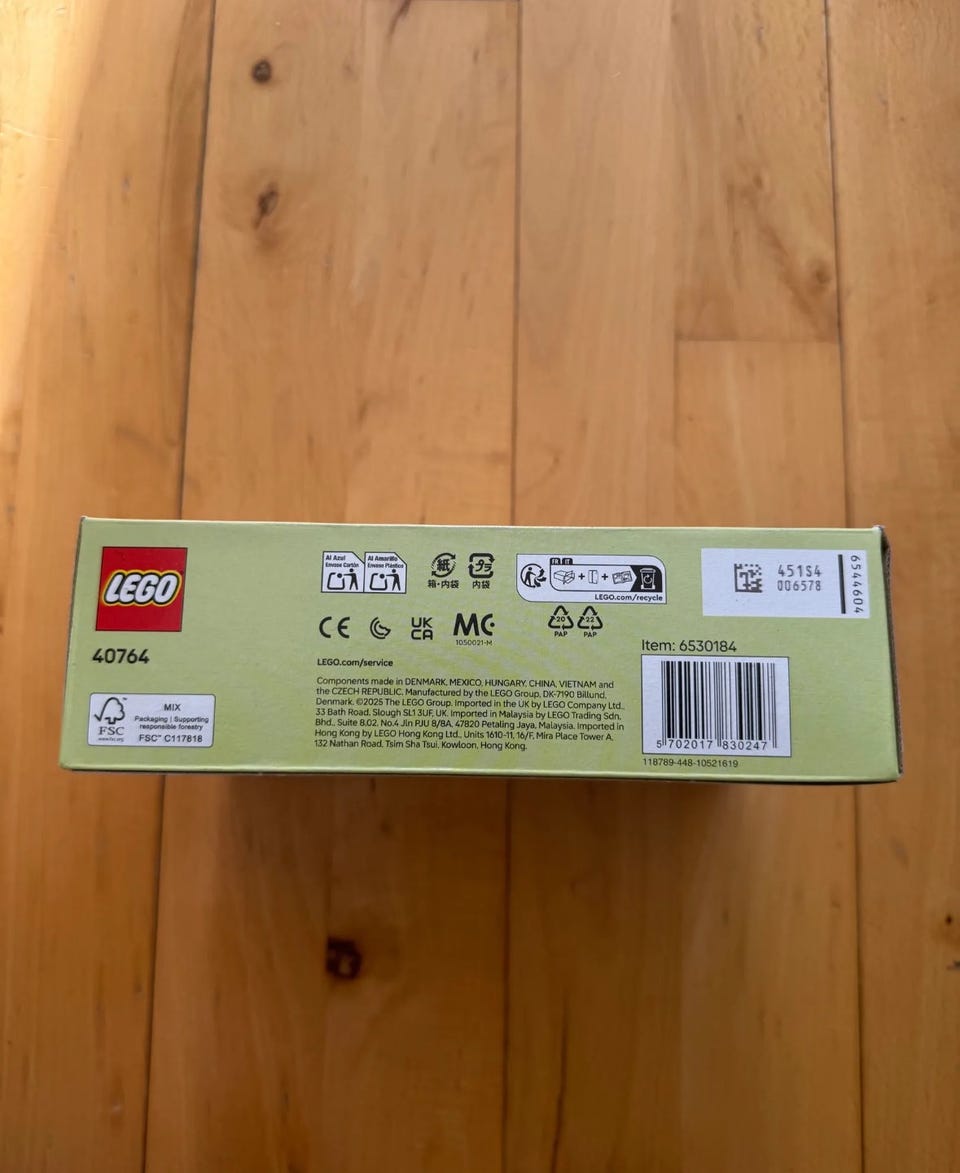 LEGO
40764
FSC
www.fsc.org
MIX
Packaging | Supporting
responsible forestry
FSC™ C117818
Al Azul
Envase Cartón
Al Amarillo
Envase Plástico
紙
箱・内袋
プラ
内袋
FR IT
+ +
LEGO.com/recycle
CE
UK
CA
MC
1050021-M
20
PAP
22
PAP
LEGO.com/service
Components made in DENMARK, MEXICO, HUNGARY, CHINA, VIETNAM and
the CZECH REPUBLIC. Manufactured by the LEGO Group, DK-7190 Billund,
Denmark. ©2025 The LEGO Group. Imported in the UK by LEGO Company Ltd.,
33 Bath Road, Slough SL1 3UF, UK. Imported in Malaysia by LEGO Trading Sdn.
Bhd., Suite 8.02, No.4 Jln PJU 8/8A, 47820 Petaling Jaya, Malaysia. Imported in
Hong Kong by LEGO Hong Kong Ltd., Units 1610-11, 16/F, Mira Place Tower A,
132 Nathan Road, Tsim Sha Tsui, Kowloon, Hong Kong.
451S4
006578
6544604
Item: 6530184
5 702017 830247
118789-448-10521619